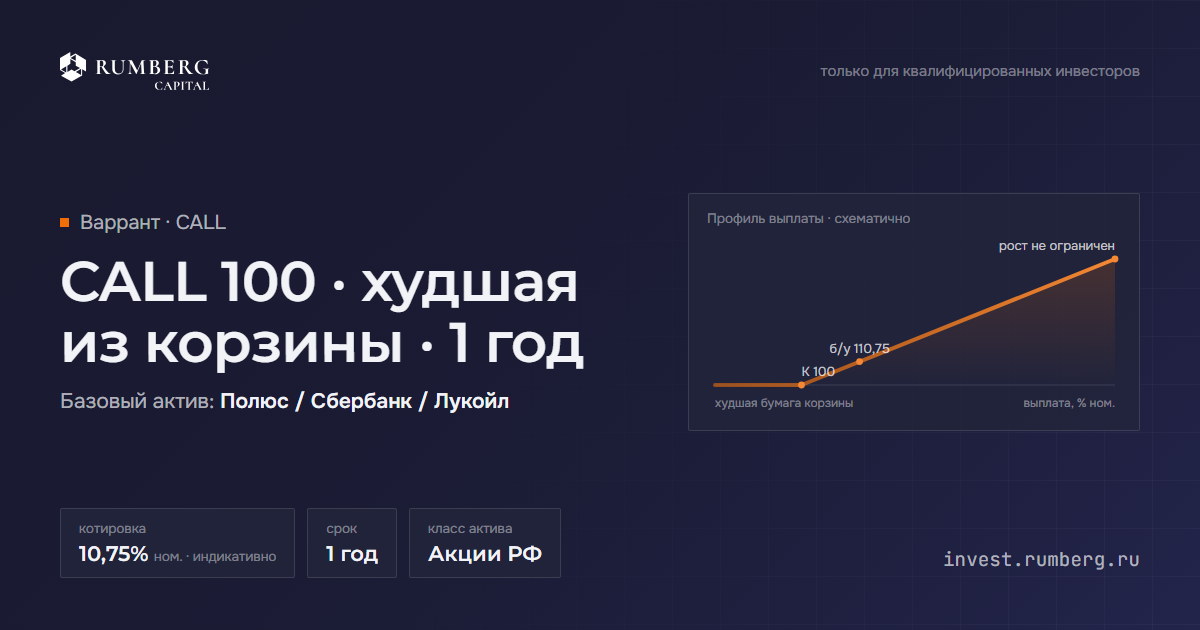 RUMBERG
CAPITAL
только для квалифицированных инвесторов
Варрант · CALL
CALL 100 · худшая
из корзины · 1 год
Базовый актив: Полюс / Сбербанк / Лукойл
Профиль выплаты · схематично
рост не ограничен
б/у 110,75
К 100
худшая бумага корзины
выплата, % ном.
котировка
10,75% ном. · индикативно
срок
1 год
класс актива
Акции РФ
invest.rumberg.ru